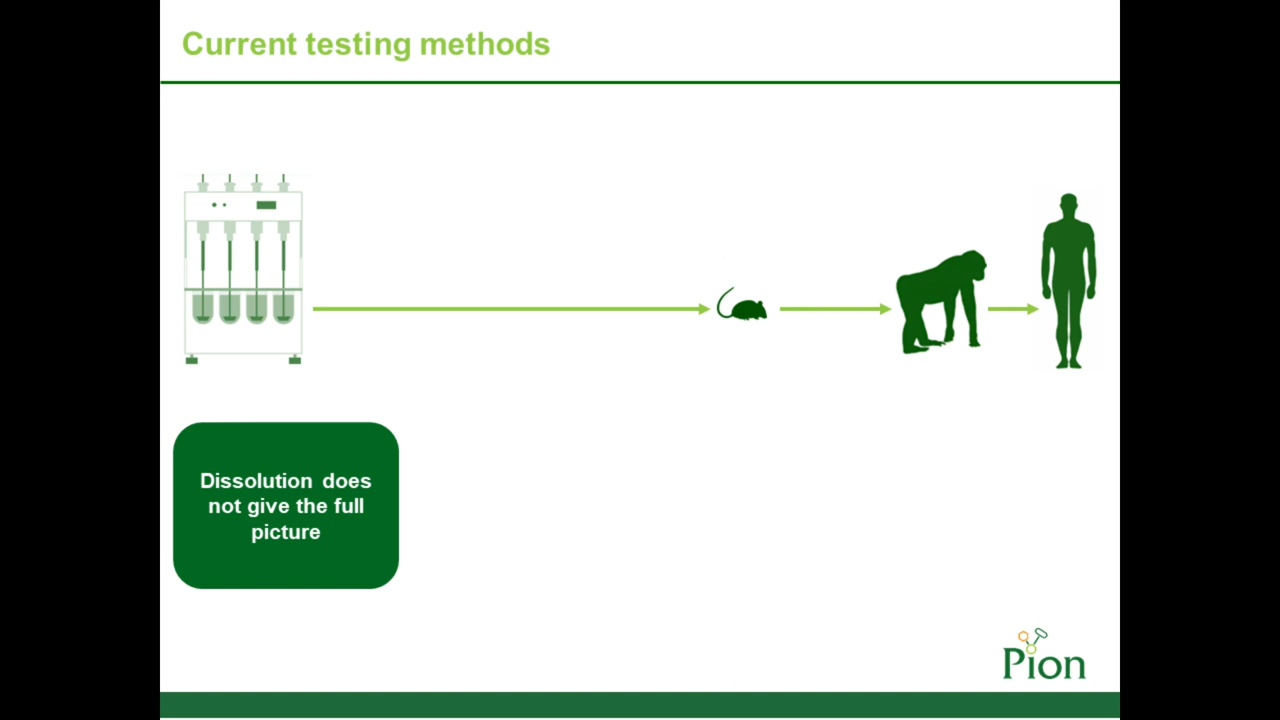 Current testing methods
Dissolution does
not give the full
picture
Pion